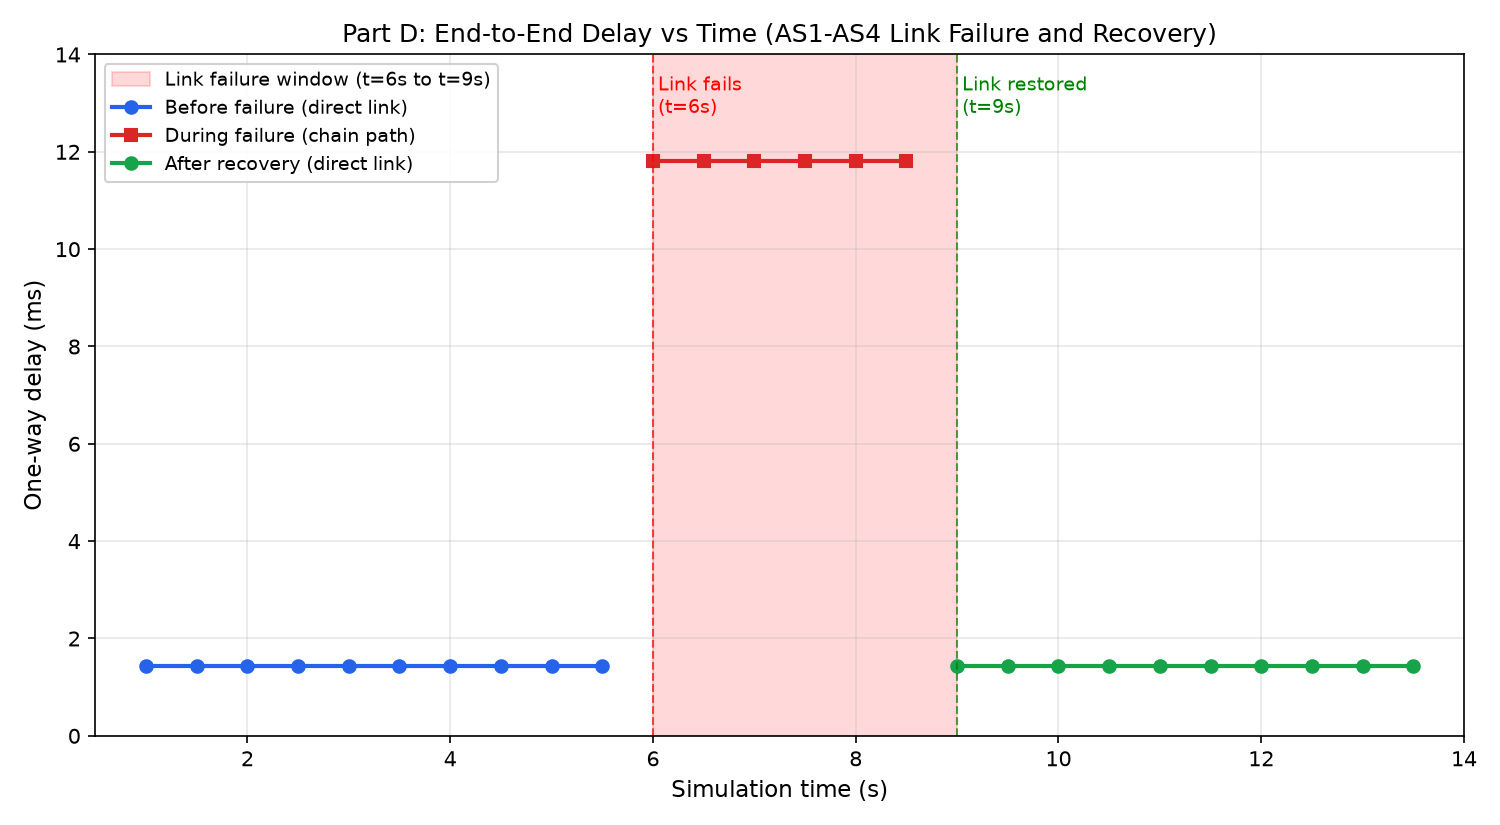 Part D: End-to-End Delay vs Time (AS1-AS4 Link Failure and Recovery)
Link failure window (t=6s to t=9s)
Before failure (direct link)
During failure (chain path)
After recovery (direct link)
Link fails
(t=6s)
Link restored
(t=9s)
One-way delay (ms)
14
12
10
8
6
4
2
0
2
4
6
8
10
12
14
Simulation time (s)